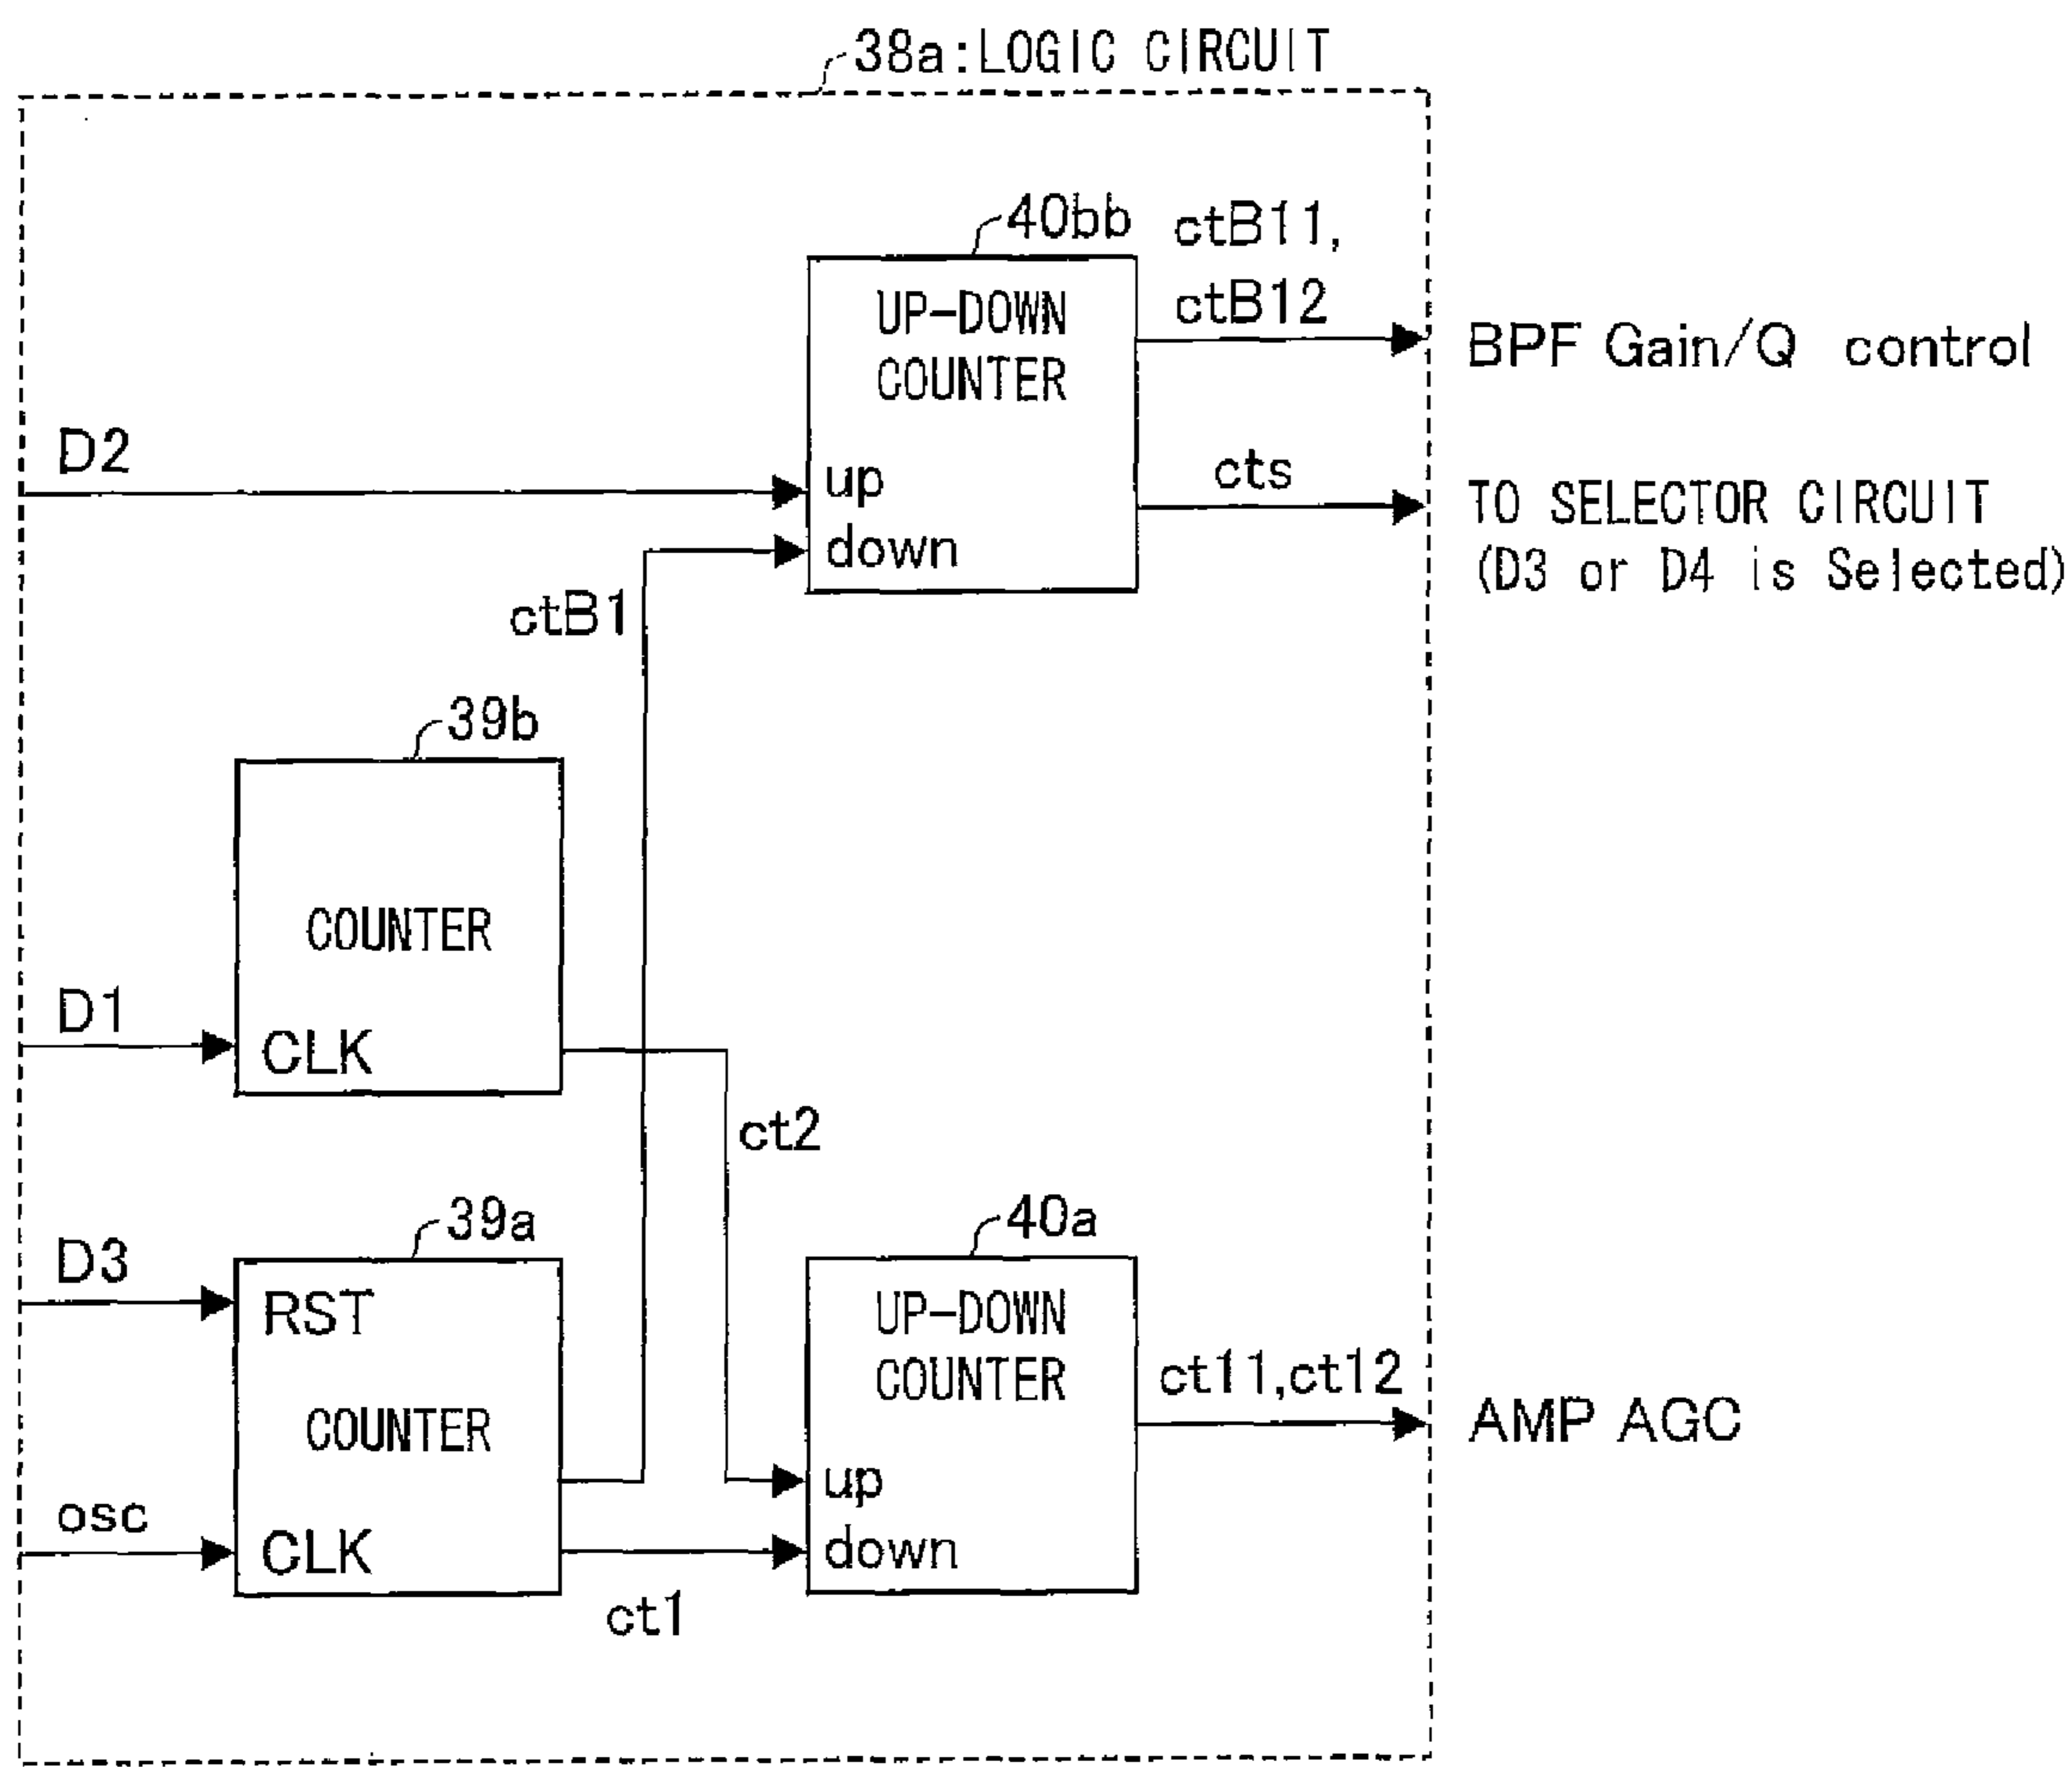 38a:LOGIC CIRCUIT
40bb
ctB11,
ctB12
UP-DOWN
COUNTER
BPF Gain/Q control
D2
up
cts
TO SELECTOR CIRCUIT
(D3 or D4 is Selected)
down
ctB1
39b
COUNTER
D1
CLK
ct2
39a
40a
D3
RST
UP-DOWN
COUNTER
ct11,ct12
AMP AGC
COUNTER
up
osc
CLK
down
ct1